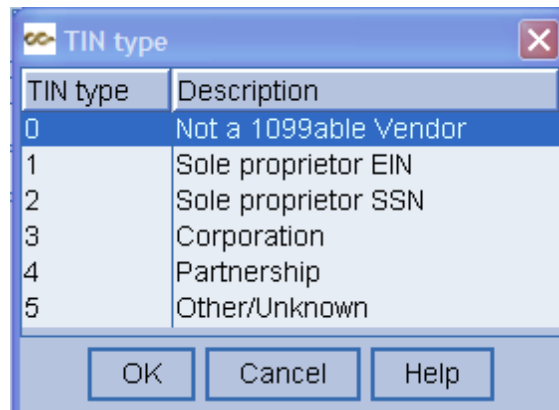 TIN type
TIN type Description
0 Not a 1099able Vendor
1 Sole proprietor EIN
2 Sole proprietor SSN
3 Corporation
4 Partnership
5 Other/Unknown
OK Cancel Help